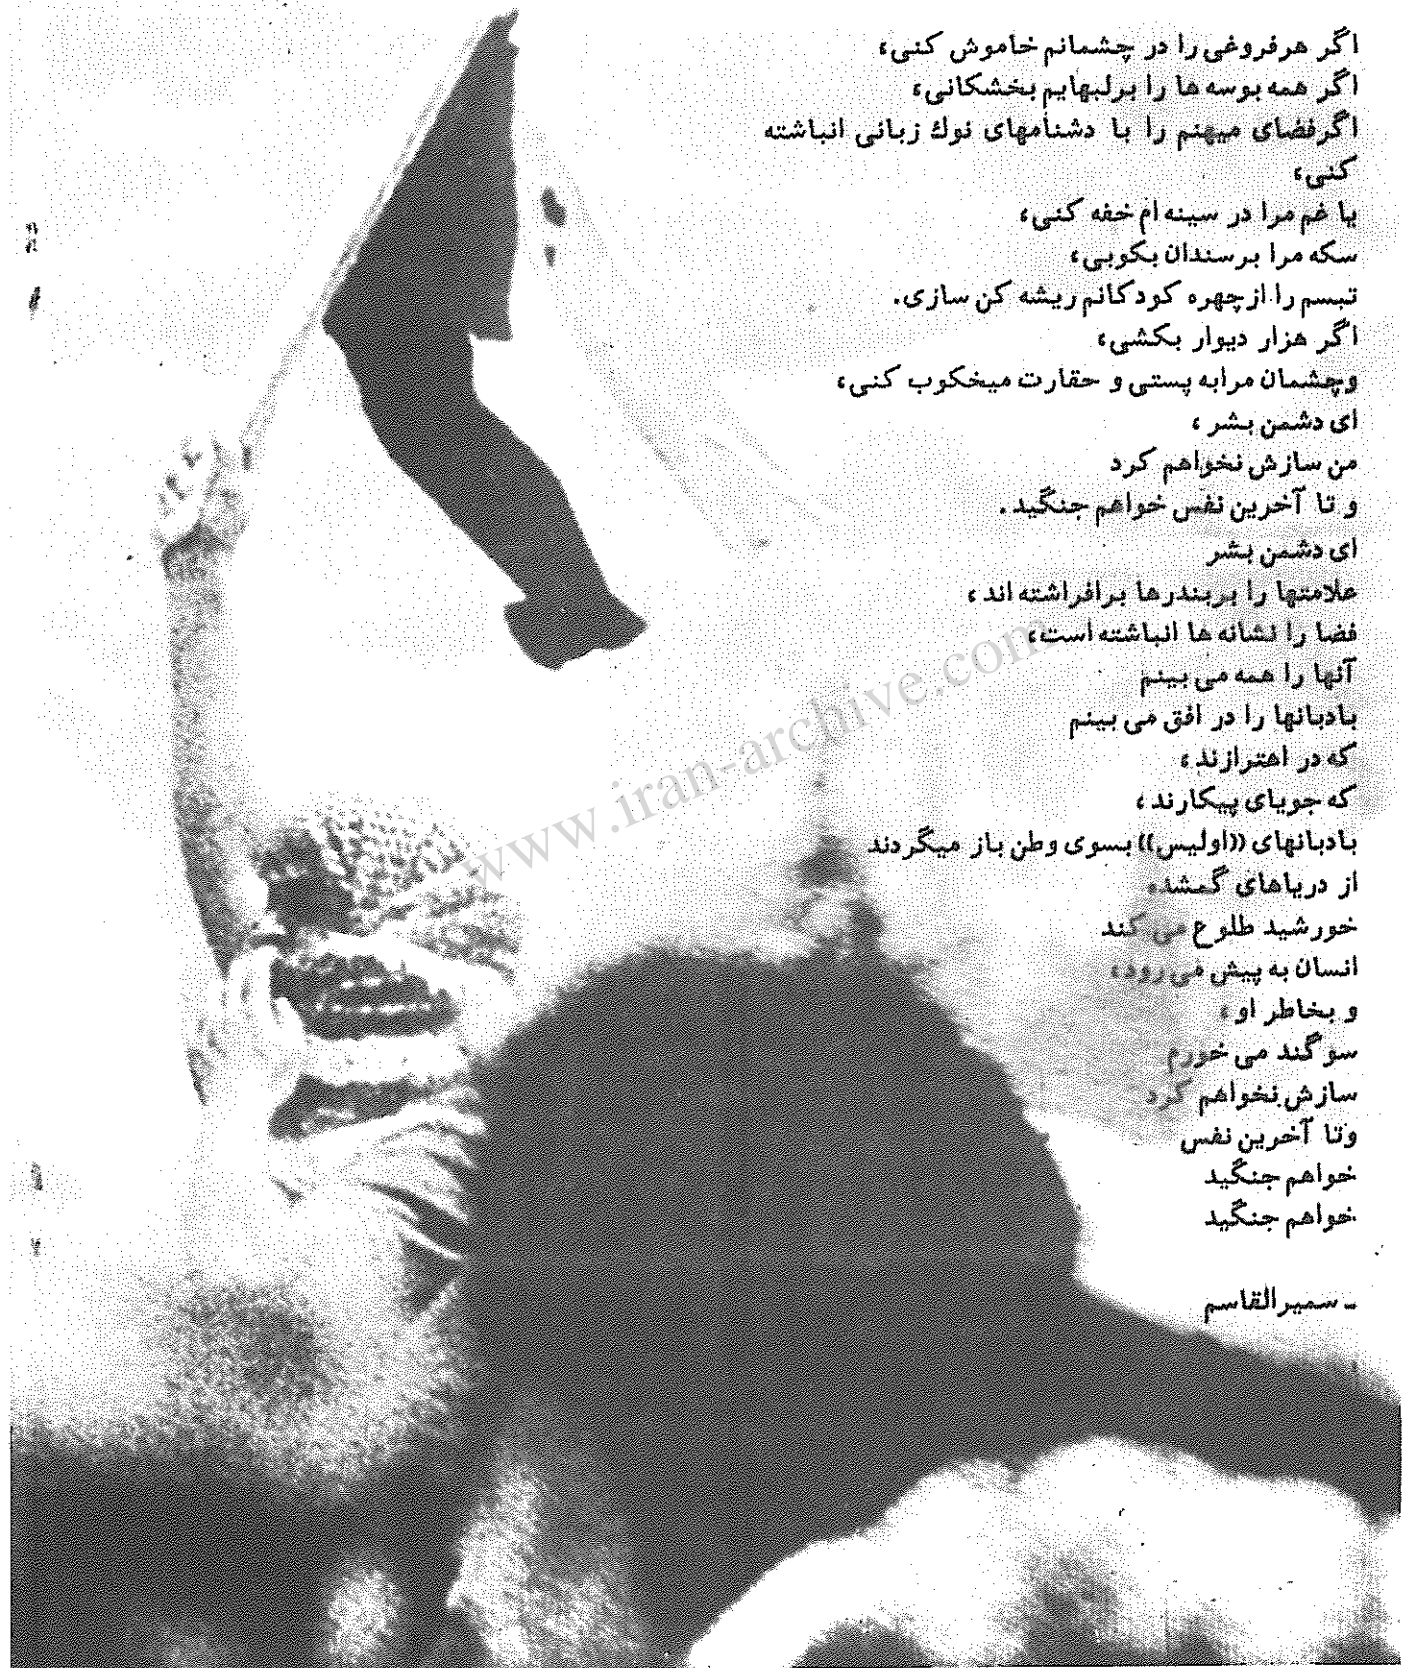 اگر هرفروغی را در چشمانم خاموش کنی،
اگر همه بوسه ها را برلبهایم بخشکانی،
اگرفضای میهنم را با دشنامهای نوك زبانی انباشته
کنی،
یا غم مرا در سینه ام خفه کنی،
سکه مرا برسندان بکوبی،
تبسم را ازچهره کودکانم ریشه کن سازی.
اگر هزار دیوار بکشی،
وچشمان مرابه پستی و حقارت میخکوب کنی،
ای دشمن بشر ،
من سازش نخواهم کرد
و تا آخرین نفس خواهم جنگید.
ای دشمن بشر
علامتها را بربندرها برافراشته اند،
فضا را نشانه ها انباشته است،
آنها را همه می بینم
بادبانها را در افق می بینم
که در اهترازند،
که جویای پیکارند،
بادبانهای ((اولیس)) بسوی وطن باز میگردند
از دریاهای گمشده
خورشید طلوع می کند
انسان به پیش می رود،
و بخاطر او،
سوگند می خورم
سازش نخواهم کرد
وتا آخرین نفس
خواهم جنگید
خواهم جنگید
ـ سمیرالقاسم
www.iran-archive.com